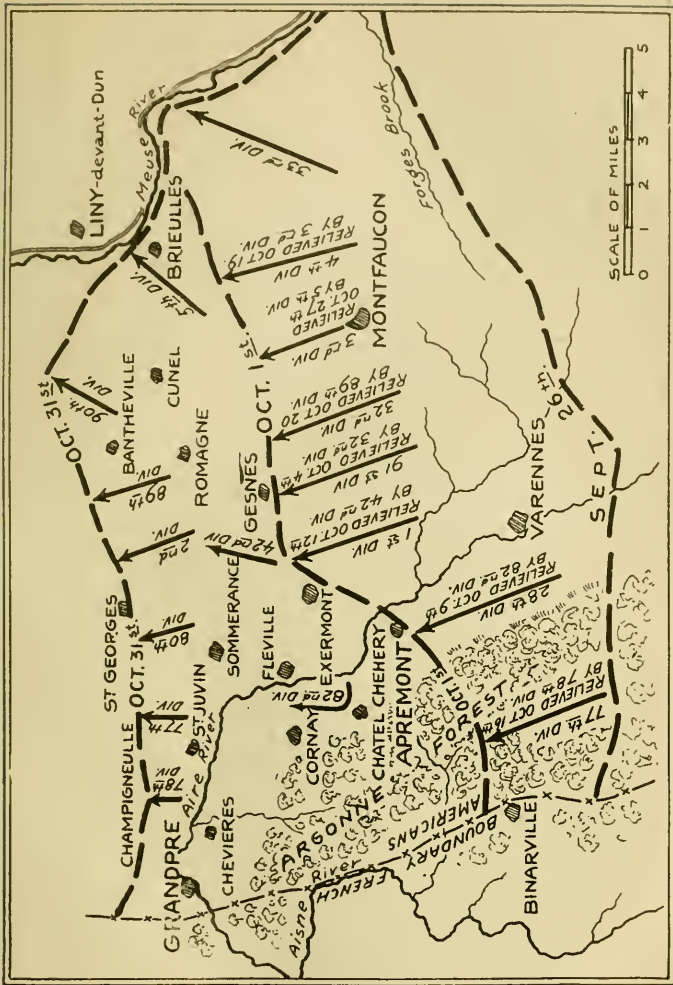 LINY-devant-Dun
Meuse River
BRIEULLES
33rd DIV.
Forges Brook
SCALE OF MILES
0 1 2 3 4 5
5th DIV.
4th DIV.
RELIEVED OCT. 19.
BY 3rd DIV.
3rd DIV.
RELIEVED
OCT. 27th
BY 5th DIV.
MONTFAUCON
OCT. 31st
90th.
DIV.
BANTHEVILLE
CUNEL
ROMAGNE
89th
DIV.
2nd
DIV.
OCT. 1st.
GESNES
32nd DIV.
RELIEVED OCT. 20
BY 89th DIV.
91st DIV
RELIEVED OCT. 4th
BY 32nd DIV.
1st DIV.
RELIEVED OCT. 12th
BY 42nd DIV.
42nd DIV
VARENNES
SEPT. 26th.
ST GEORGES
OCT. 31st.
80th
DIV.
SOMMERANCE
FLEVILLE
EXERMONT
28th DIV.
RELIEVED OCT. 9th
BY 82nd DIV.
CHAMPIGNEULLE
77th
DIV
ST JUVIN
78th
DIV.
Aire River
82nd DIV
CORNAY
CHATEL CHEHERY
APREMONT
OCT 1st
77th DIV.
RELIEVED OCT 16th
BY 78th DIV.
GRANDPRE
CHEVIERES
ARGONNE FOREST
Aisne River
AMERICANS
BOUNDARY
FRENCH
BINARVILLE